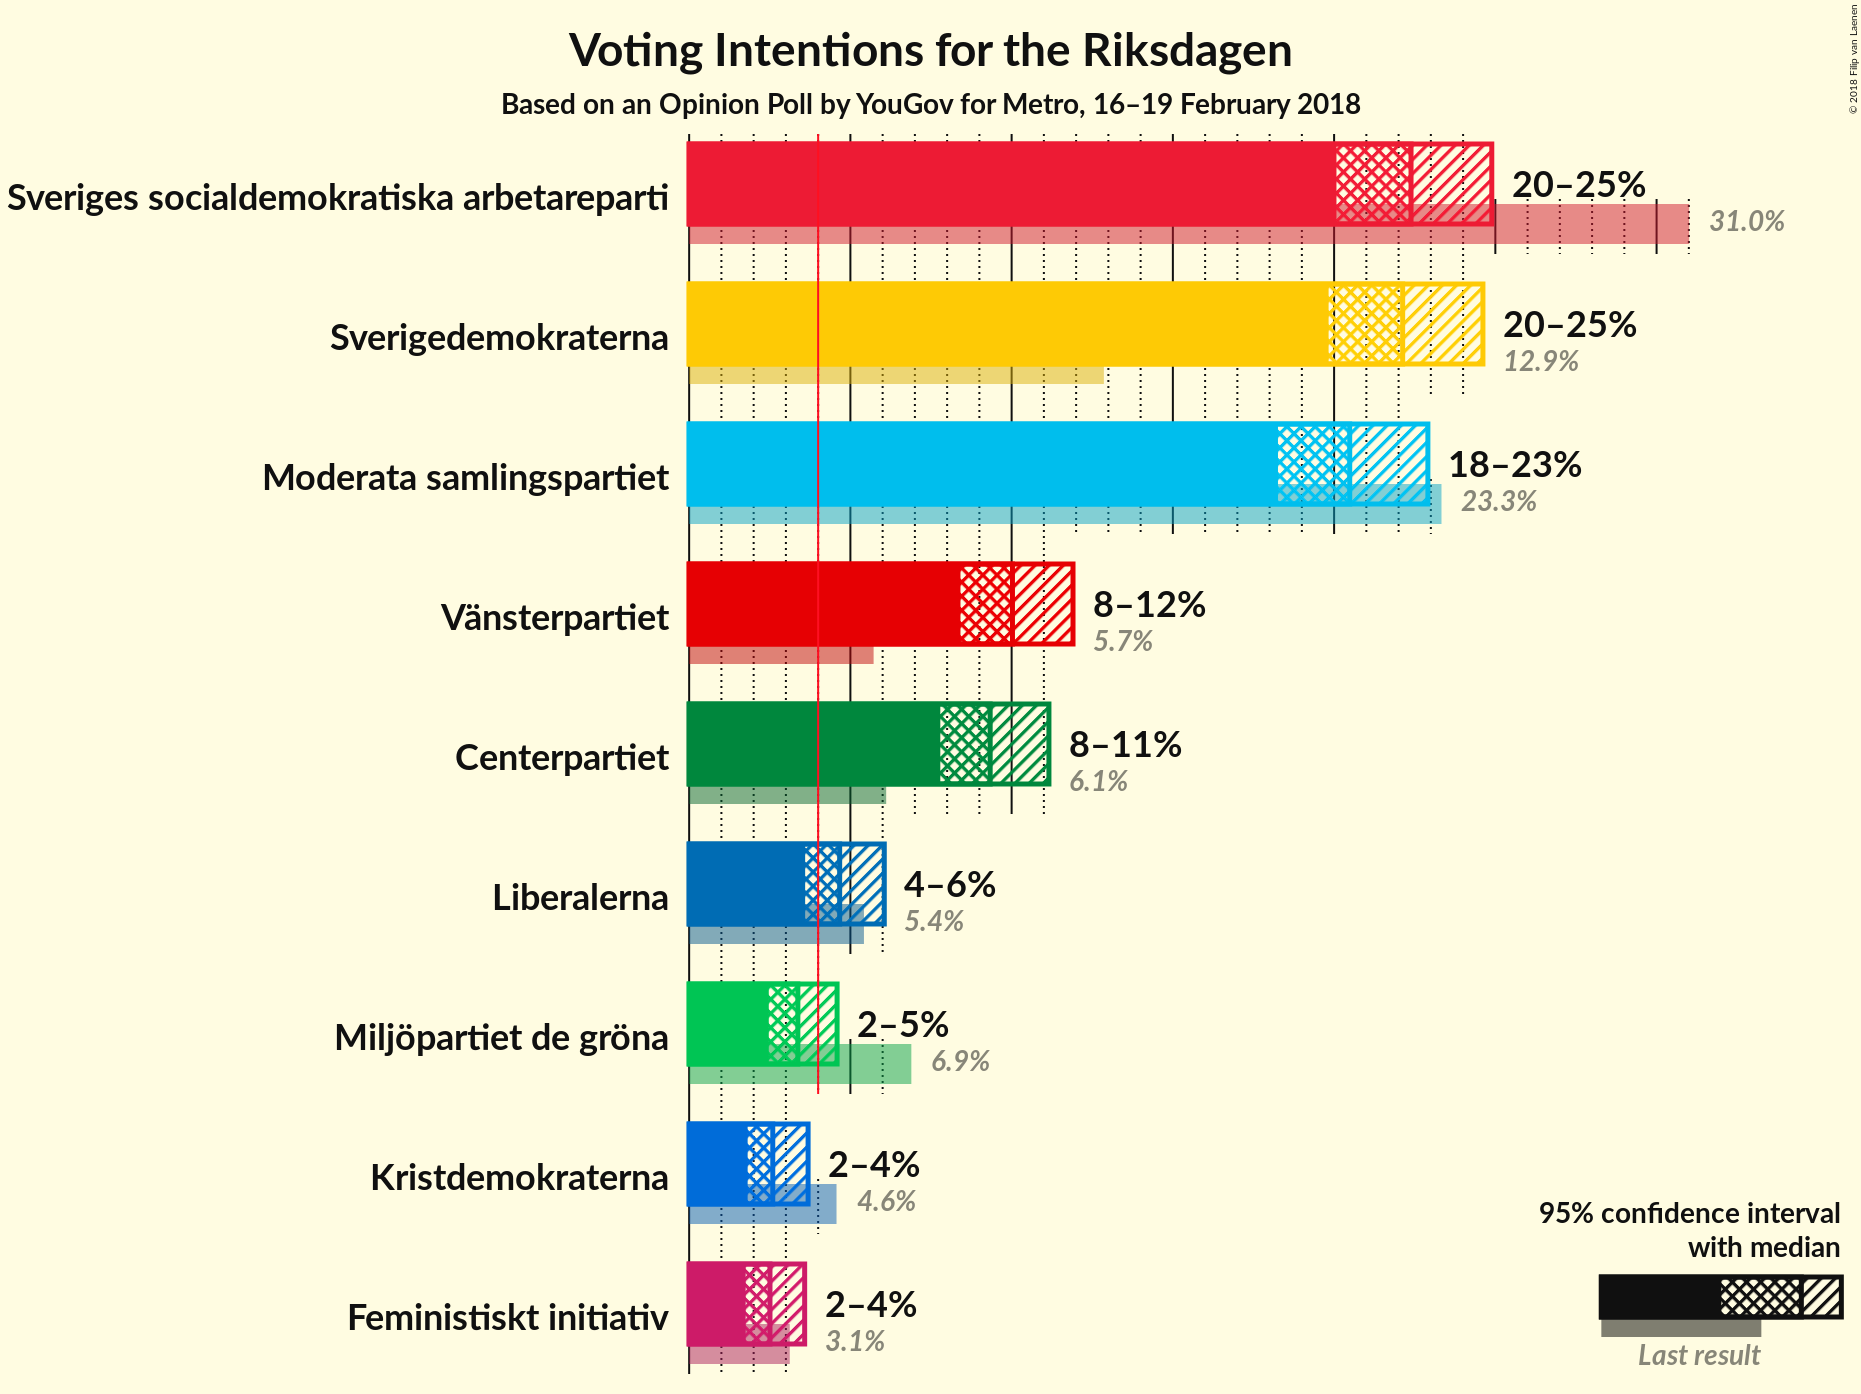 Voting Intentions for the Riksdagen
Based on an Opinion Poll by YouGov for Metro, 16–19 February 2018
© 2018 Filip van Laenen
Sveriges socialdemokratiska arbetareparti
20–25%
31.0%
Sverigedemokraterna
20–25%
12.9%
Moderata samlingspartiet
18–23%
23.3%
Vänsterpartiet
8–12%
5.7%
Centerpartiet
8–11%
6.1%
Liberalerna
4–6%
5.4%
Miljöpartiet de gröna
2–5%
6.9%
Kristdemokraterna
2–4%
4.6%
Feministiskt initiativ
2–4%
3.1%
95% confidence interval
with median
Last result